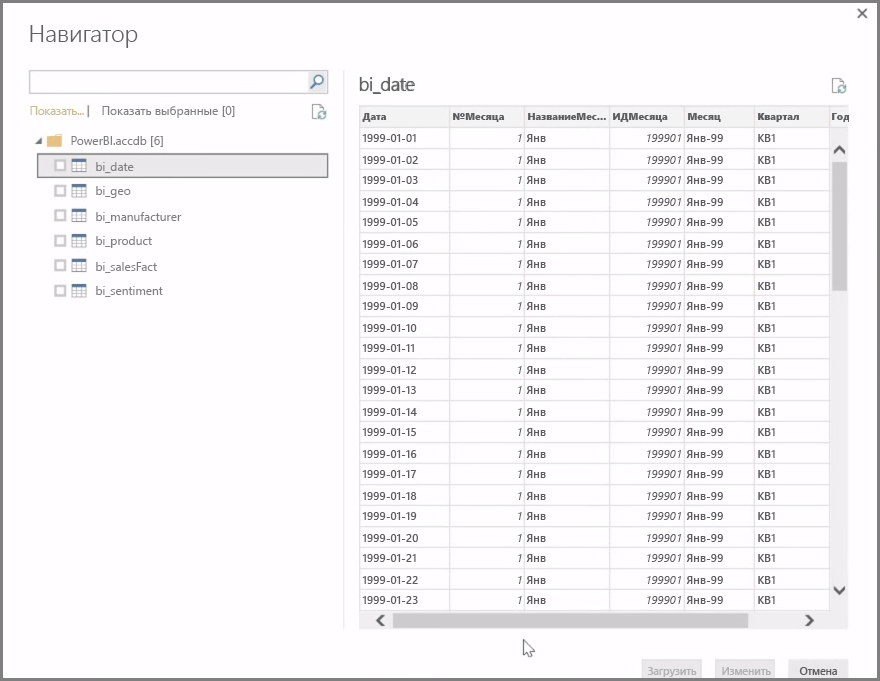 Навигатор
Показать... | Показать выбранные [0]
PowerBI.accdb [6]
bi_date
bi_geo
bi_manufacturer
bi_product
bi_salesFact
bi_sentiment
bi_date
Дата №Месяца НазваниеМес... ИДМесяца Месяц Квартал Год
1999-01-01 1 Янв 199901 Янв-99 КВ1
1999-01-02 1 Янв 199901 Янв-99 КВ1
1999-01-03 1 Янв 199901 Янв-99 КВ1
1999-01-04 1 Янв 199901 Янв-99 КВ1
1999-01-05 1 Янв 199901 Янв-99 КВ1
1999-01-06 1 Янв 199901 Янв-99 КВ1
1999-01-07 1 Янв 199901 Янв-99 КВ1
1999-01-08 1 Янв 199901 Янв-99 КВ1
1999-01-09 1 Янв 199901 Янв-99 КВ1
1999-01-10 1 Янв 199901 Янв-99 КВ1
1999-01-11 1 Янв 199901 Янв-99 КВ1
1999-01-12 1 Янв 199901 Янв-99 КВ1
1999-01-13 1 Янв 199901 Янв-99 КВ1
1999-01-14 1 Янв 199901 Янв-99 КВ1
1999-01-15 1 Янв 199901 Янв-99 КВ1
1999-01-16 1 Янв 199901 Янв-99 КВ1
1999-01-17 1 Янв 199901 Янв-99 КВ1
1999-01-18 1 Янв 199901 Янв-99 КВ1
1999-01-19 1 Янв 199901 Янв-99 КВ1
1999-01-20 1 Янв 199901 Янв-99 КВ1
1999-01-21 1 Янв 199901 Янв-99 КВ1
1999-01-22 1 Янв 199901 Янв-99 КВ1
1999-01-23 1 Янв 199901 Янв-99 КВ1
Загрузить Изменить Отмена